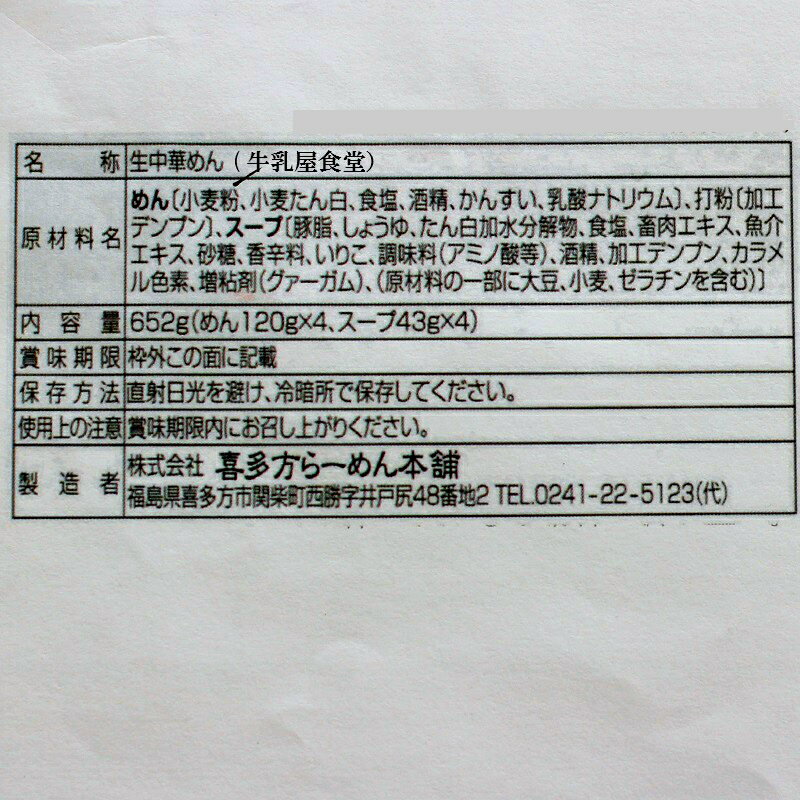 名称 生中華めん（牛乳屋食堂）
原材料名 めん〔小麦粉、小麦たん白、食塩、酒精、かんすい、乳酸ナトリウム〕、打粉〔加工
デンプン〕、スープ〔豚脂、しょうゆ、たん白加水分解物、食塩、畜肉エキス、魚介
エキス、砂糖、香辛料、いりこ、調味料(アミノ酸等)、酒精、加工デンプン、カラメ
ル色素、増粘剤(グァーガム)、(原材料の一部に大豆、小麦、ゼラチンを含む)〕
内容量 652g(めん120g×4、スープ43g×4)
賞味期限 枠外この面に記載
保存方法 直射日光を避け、冷暗所で保存してください。
使用上の注意 賞味期限内にお召し上がりください。
製造者 株式会社 喜多方らーめん本舗
福島県喜多方市関柴町西勝字井戸尻48番地2 TEL.0241-22-5123(代)